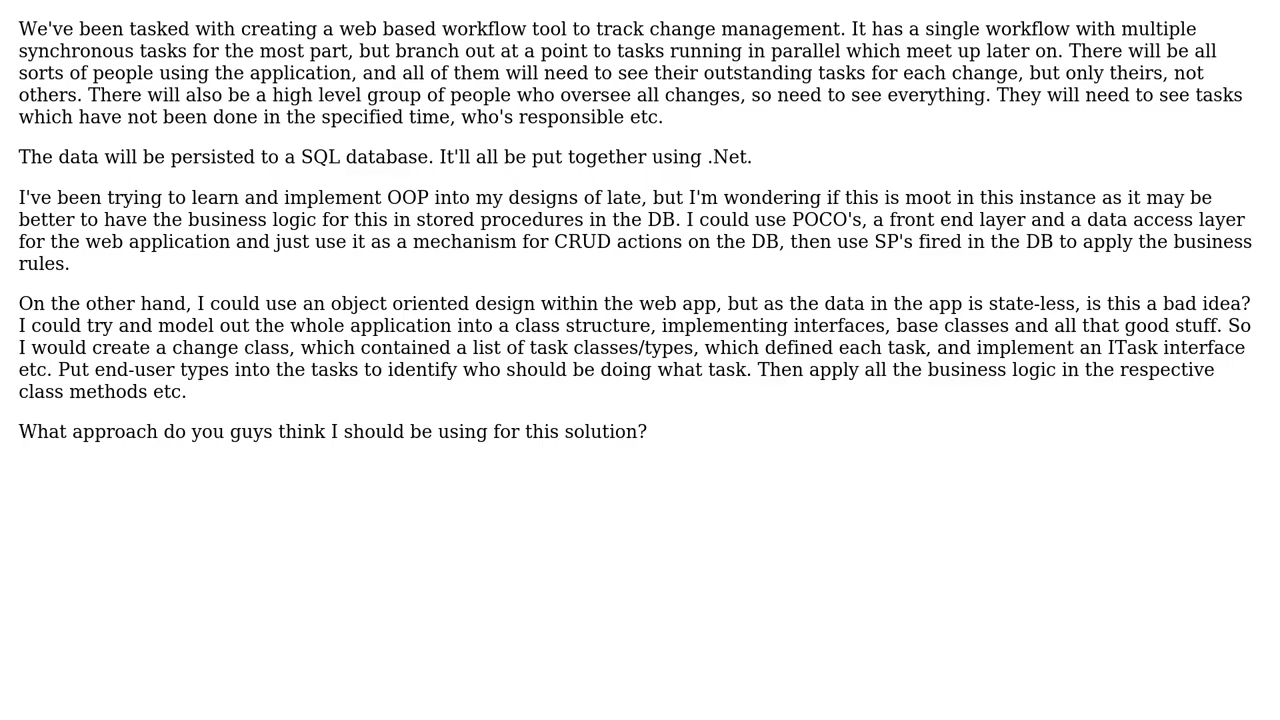 We've been tasked with creating a web based workflow tool to track change management. It has a single workflow with multiple
synchronous tasks for the most part, but branch out at a point to tasks running in parallel which meet up later on. There will be all
sorts of people using the application, and all of them will need to see their outstanding tasks for each change, but only theirs, not
others. There will also be a high level group of people who oversee all changes, so need to see everything. They will need to see tasks
which have not been done in the specified time, who's responsible etc.
The data will be persisted to a SQL database. It'll all be put together using .Net.
I've been trying to learn and implement OOP into my designs of late, but I'm wondering if this is moot in this instance as it may be
better to have the business logic for this in stored procedures in the DB. I could use POCO's, a front end layer and a data access layer
for the web application and just use it as a mechanism for CRUD actions on the DB, then use SP's fired in the DB to apply the business
rules.
On the other hand, I could use an object oriented design within the web app, but as the data in the app is state-less, is this a bad idea?
I could try and model out the whole application into a class structure, implementing interfaces, base classes and all that good stuff. So
I would create a change class, which contained a list of task classes/types, which defined each task, and implement an ITask interface
etc. Put end-user types into the tasks to identify who should be doing what task. Then apply all the business logic in the respective
class methods etc.
What approach do you guys think I should be using for this solution?